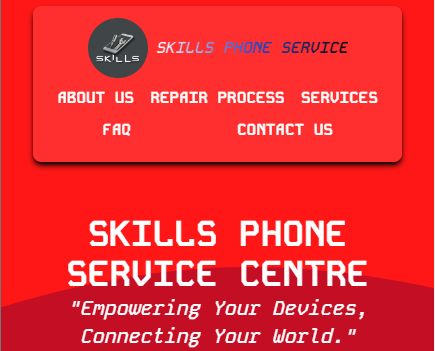 SKILLS
SKILLS PHONE SERVICE
ABOUT US REPAIR PROCESS SERVICES
FAQ CONTACT US
SKILLS PHONE
SERVICE CENTRE
"Empowering Your Devices,
Connecting Your World."